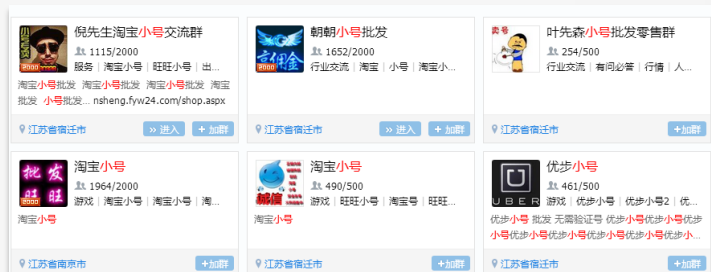 倪先生淘宝小号交流群
1115/2000
服务 | 淘宝小号 | 旺旺小号 | 出...
淘宝小号批发 淘宝小号批发 淘宝小号批发 淘宝
批发 小号批发... nsheng.fyw24.com/shop.aspx
2000
江苏省宿迁市
» 进入
+ 加群
朝朝小号批发
1652/2000
行业交流 | 淘宝 | 小号 | 淘宝小...
高佣金
2000
江苏省宿迁市
» 进入
+ 加群
卖号
叶先森小号批发零售群
254/500
行业交流 | 有问必答 | 行情 | 人...
江苏省宿迁市
+ 加群
批发
旺旺
2000
淘宝小号
1964/2000
游戏 | 淘宝小号 | 淘宝小号 | 淘...
淘宝小号
江苏省南京市
+加群
诚信
淘宝小号
490/500
游戏 | 旺旺小号 | 淘宝号 | 旺旺...
淘宝小号
江苏省宿迁市
+加群
U
UBER
优步小号
461/500
游戏 | 优步小号 | 优步小号2 | 优...
优步小号 批发 无需验证号 优步小号优步小号优步
小号优步小号优步小号优步小号优步小号优步小...
江苏省宿迁市
+加群